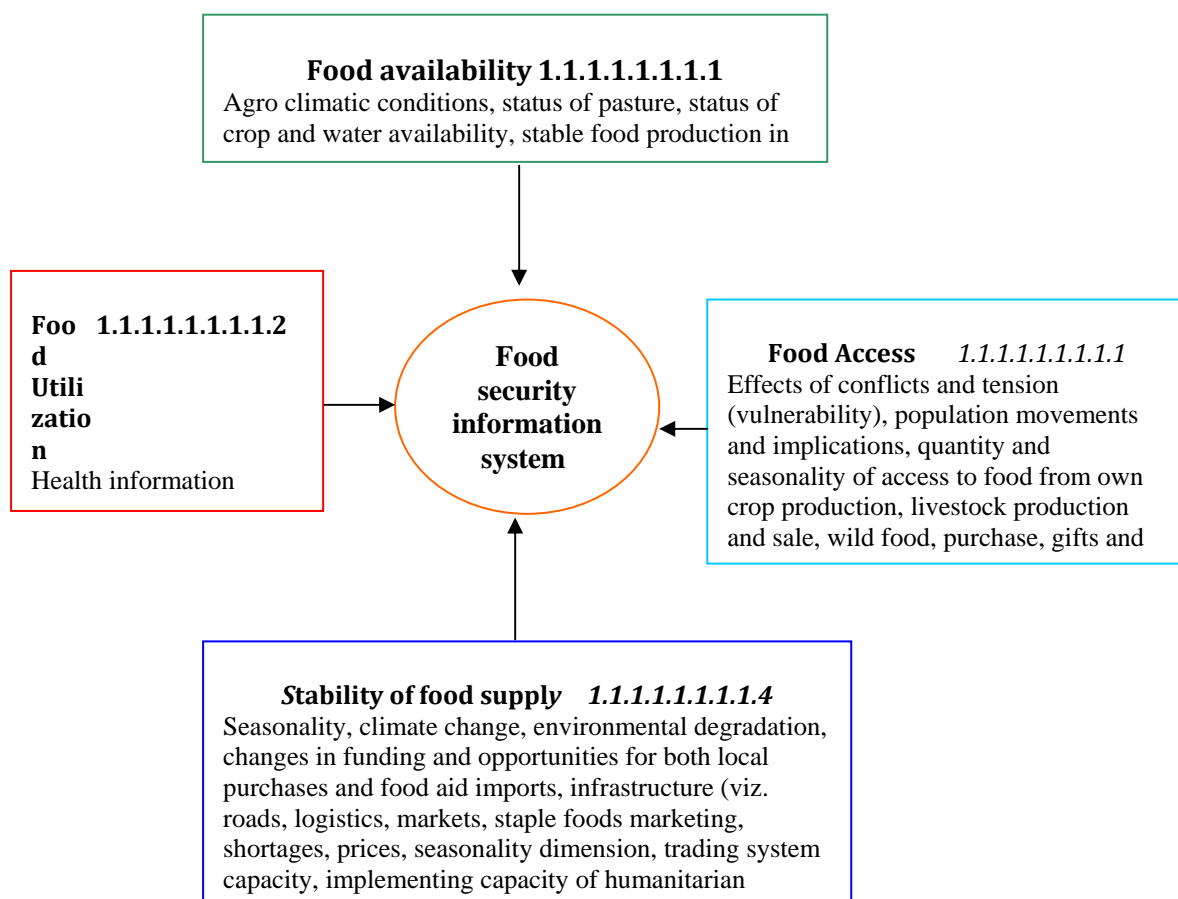 Food availability 1.1.1.1.1.1.1.1
Agro climatic conditions, status of pasture, status of
crop and water availability, stable food production in
Foo 1.1.1.1.1.1.1.1.2
d
Utili
zatio
n
Health information
Food
security
information
system
Food Access 1.1.1.1.1.1.1.1.1
Effects of conflicts and tension
(vulnerability), population movements
and implications, quantity and
seasonality of access to food from own
crop production, livestock production
and sale, wild food, purchase, gifts and
Stability of food supply 1.1.1.1.1.1.1.1.4
Seasonality, climate change, environmental degradation,
changes in funding and opportunities for both local
purchases and food aid imports, infrastructure (viz.
roads, logistics, markets, staple foods marketing,
shortages, prices, seasonality dimension, trading system
capacity, implementing capacity of humanitarian